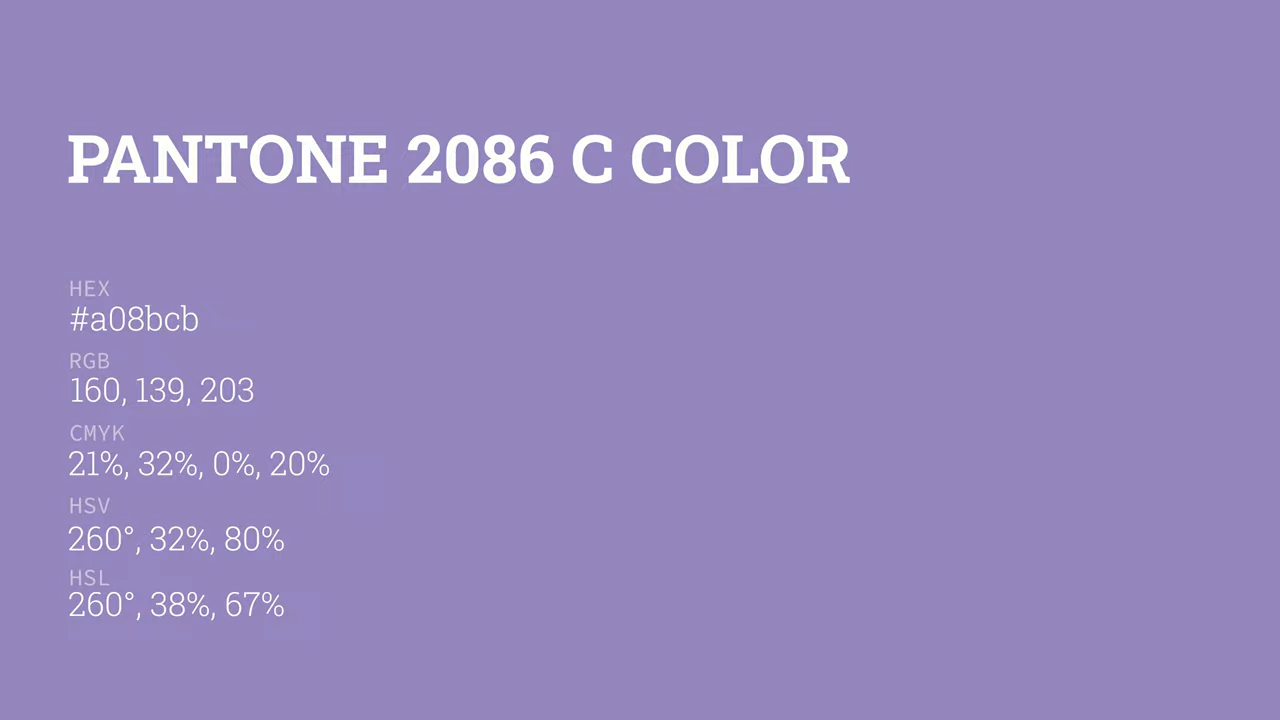 PANTONE 2086 C COLOR
HEX
#a08bcb
RGB
160, 139, 203
CMYK
21%, 32%, 0%, 20%
HSV
260°, 32%, 80%
HSL
260°, 38%, 67%